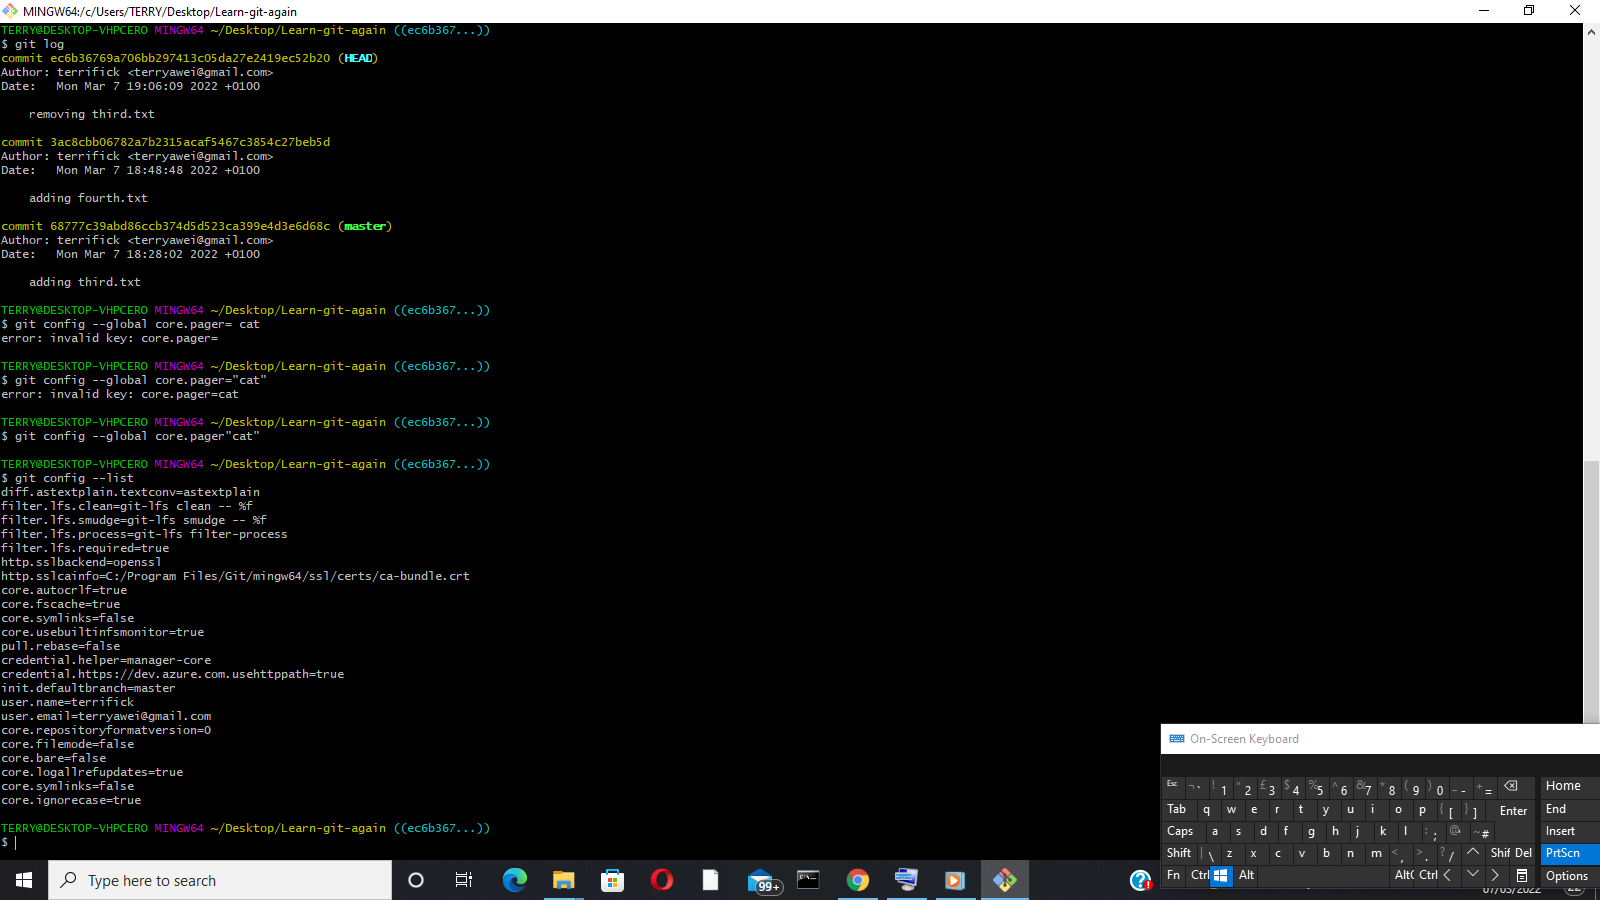 MINGW64:/c/Users/TERRY/Desktop/Learn-git-again
TERRY@DESKTOP-VHPCERO MINGW64 ~/Desktop/Learn-git-again ((ec6b367...))
$ git log
commit ec6b36769a706bb297413c05da27e2419ec52b20 (HEAD)
Author: terrifick <terryawei@gmail.com>
Date:   Mon Mar 7 19:06:09 2022 +0100
    removing third.txt
commit 3ac8cbb06782a7b2315acaf5467c3854c27beb5d
Author: terrifick <terryawei@gmail.com>
Date:   Mon Mar 7 18:48:48 2022 +0100
    adding fourth.txt
commit 68777c39abd86ccb374d5d523ca399e4d3e6d68c (master)
Author: terrifick <terryawei@gmail.com>
Date:   Mon Mar 7 18:28:02 2022 +0100
    adding third.txt
TERRY@DESKTOP-VHPCERO MINGW64 ~/Desktop/Learn-git-again ((ec6b367...))
$ git config --global core.pager= cat
error: invalid key: core.pager=
TERRY@DESKTOP-VHPCERO MINGW64 ~/Desktop/Learn-git-again ((ec6b367...))
$ git config --global core.pager="cat"
error: invalid key: core.pager=cat
TERRY@DESKTOP-VHPCERO MINGW64 ~/Desktop/Learn-git-again ((ec6b367...))
$ git config --global core.pager"cat"
TERRY@DESKTOP-VHPCERO MINGW64 ~/Desktop/Learn-git-again ((ec6b367...))
$ git config --list
diff.astextplain.textconv=astextplain
filter.lfs.clean=git-lfs clean -- %f
filter.lfs.smudge=git-lfs smudge -- %f
filter.lfs.process=git-lfs filter-process
filter.lfs.required=true
http.sslbackend=openssl
http.sslcainfo=C:/Program Files/Git/mingw64/ssl/certs/ca-bundle.crt
core.autocrlf=true
core.fscache=true
core.symlinks=false
core.usebuiltinfsmonitor=true
pull.rebase=false
credential.helper=manager-core
credential.https://dev.azure.com.usehttppath=true
init.defaultbranch=master
user.name=terrifick
user.email=terryawei@gmail.com
core.repositoryformatversion=0
core.filemode=false
core.bare=false
core.logallrefupdates=true
core.symlinks=false
core.ignorecase=true
TERRY@DESKTOP-VHPCERO MINGW64 ~/Desktop/Learn-git-again ((ec6b367...))
$
On-Screen Keyboard
Esc ¬ ` ! 1 " 2 £ 3 $ 4 % 5 ^ 6 & 7 * 8 ( 9 ) 0 _ - + = Home
Tab q w e r t y u i o p { [ } ] Enter End
Caps a s d f g h j k l : ; @ ' ~ # Insert
Shift | \ z x c v b n m < , > . ? / Shif Del PrtScn
Fn Ctrl Alt Alt Ctrl Options
Type here to search
99+